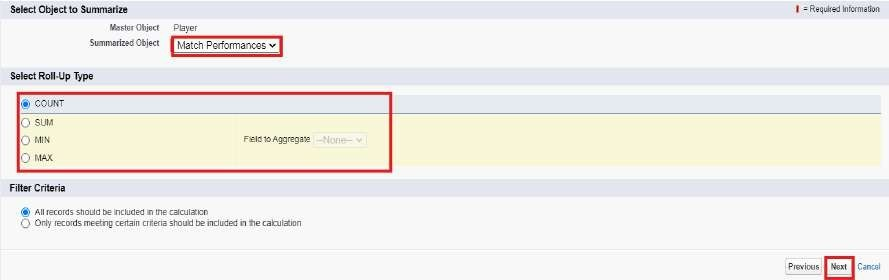 Select Object to Summarize
= Required Information
Master Object Player
Summarized Object Match Performances
Select Roll-Up Type
COUNT
SUM
MIN Field to Aggregate --None--
MAX
Filter Criteria
All records should be included in the calculation
Only records meeting certain criteria should be included in the calculation
Previous Next Cancel